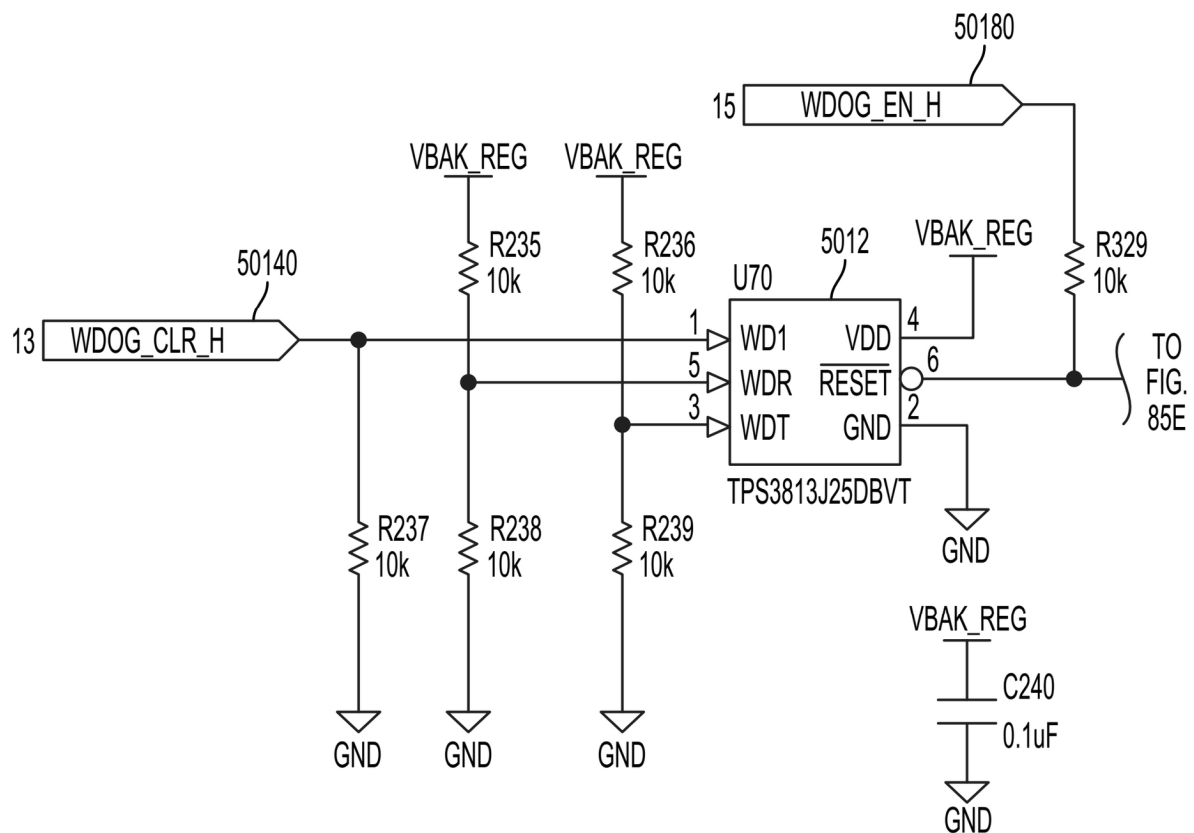 50180
15 WDOG_EN_H
VBAK_REG VBAK_REG
R235
10k
R236
10k
5012
VBAK_REG
R329
10k
50140
13 WDOG_CLR_H
U70
1 WD1 VDD 4
5 WDR RESET 6
3 WDT GND 2
TPS3813J25DBVT
TO
FIG.
85E
R237
10k
R238
10k
R239
10k
GND
VBAK_REG
C240
0.1uF
GND GND GND
GND